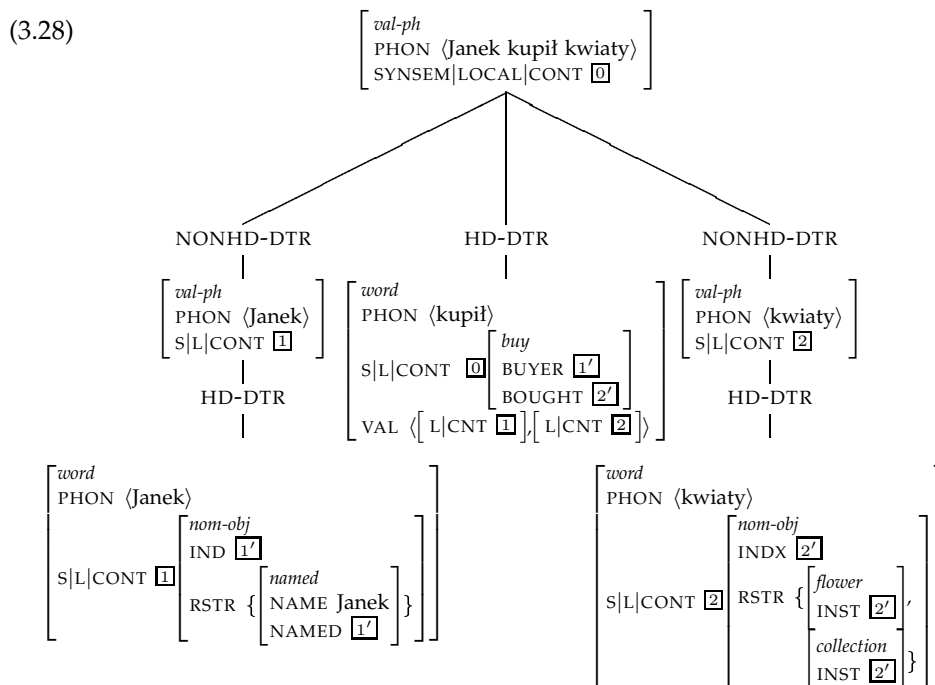 (3.28)
val-ph
PHON ⟨Janek kupił kwiaty⟩
SYNSEM|LOCAL|CONT 0
NONHD-DTR HD-DTR NONHD-DTR
val-ph
PHON ⟨Janek⟩
S|L|CONT 1
HD-DTR
word
PHON ⟨kupił⟩
S|L|CONT 0 buy
BUYER 1′
BOUGHT 2′
VAL ⟨[ L|CNT 1 ],[ L|CNT 2 ]⟩
val-ph
PHON ⟨kwiaty⟩
S|L|CONT 2
HD-DTR
word
PHON ⟨Janek⟩
S|L|CONT 1 nom-obj
IND 1′
RSTR { named
NAME Janek
NAMED 1′ }
word
PHON ⟨kwiaty⟩
S|L|CONT 2 nom-obj
INDX 2′
RSTR { flower
INST 2′ ,
collection
INST 2′ }